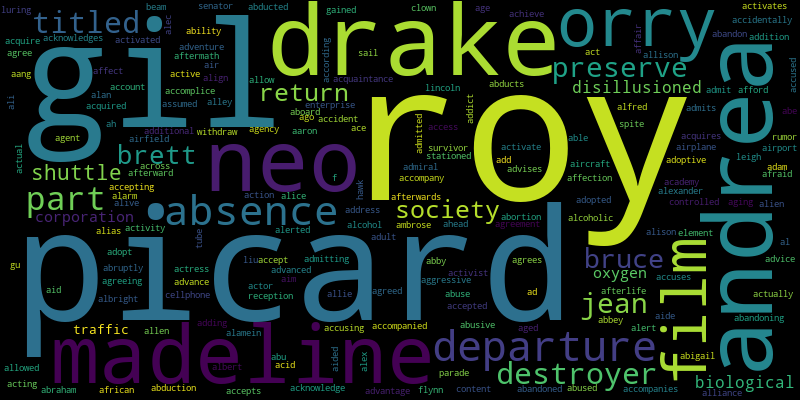 roy
picard
gil
drake
neo
madeline
andrea
orry
film
departure
absence
part
titled
preserve
return
brett
society
destroyer
bruce
jean
shuttle
disillusioned
corporation
oxygen
biological
traffic
luring
acknowledges
alec
beam
senator
abducted
clown
gained
age
achieve
activates
accidentally
acquire
activated
ability
adventure
aftermath
air
according
sail
acquaintance
affair
act
allison
abandon
addition
accused
agree
aang
affect
active
align
allow
admit
afford
ali
account
accomplice
alan
acquired
assumed
alley
enterprise
addict
lincoln
alfred
admits
abe
ah
additional
withdraw
agency
ago
aaron
aboard
accident
ace
admitted
access
activate
spite
able
acquires
airplane
rumor
airport
actual
agent
airfield
across
afterward
survivor
stationed
add
advises
aircraft
adoptive
leigh
adam
afraid
accepting
alarm
alive
action
alice
f
hawk
admiral
accompany
affection
academy
alexander
controlled
aging
alien
alias
activity
address
afterwards
adopted
alcoholic
abortion
ambrose
ahead
agreement
alison
element
al
advice
adopt
tube
alerted
alcohol
adult
abruptly
actress
liu
accept
admitting
abby
activist
agrees
accuses
actually
gu
agreeing
advanced
allie
agreed
aggressive
abuse
ad
afterlife
aid
albright
advance
cellphone
actor
reception
aim
accepted
aide
abbey
abandoning
allen
adding
accusing
accompanied
abusive
aged
alert
abigail
alamein
abu
aided
alex
allowed
acting
abraham
african
abduction
accepts
albert
acid
acknowledge
advantage
flynn
parade
content
abandoned
abused
accompanies
alliance